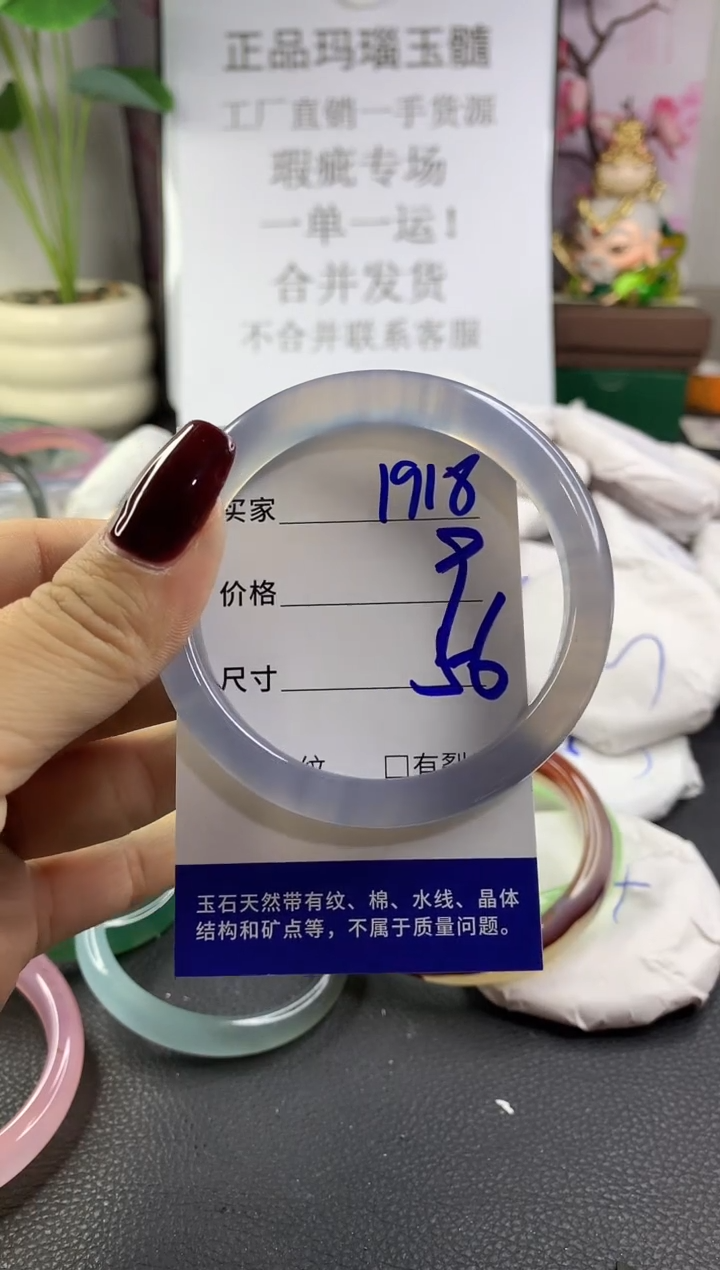 正品玛瑙玉髓
工厂直销一手货源
瑕疵专场
一单一运!
合并发货
不合并联系客服
买家 1918
价格
尺寸 56
纹 □有裂
玉石天然带有纹、棉、水线、晶体
结构和矿点等，不属于质量问题。